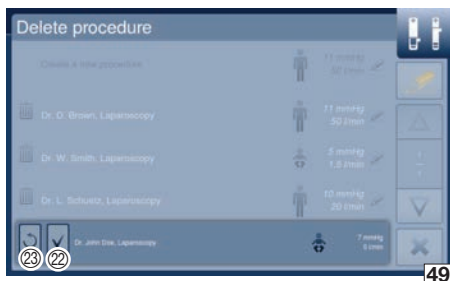 Delete procedure
Create a new procedure
11 mmHg
50 l/min
Dr. O. Brown, Laparoscopy
11 mmHg
50 l/min
Dr. W. Smith, Laparoscopy
5 mmHg
1.5 l/min
Dr. L. Schuelz, Laparoscopy
10 mmHg
20 l/min
Dr. John Doe, Laparoscopy
7 mmHg
5 l/min
23 22
49